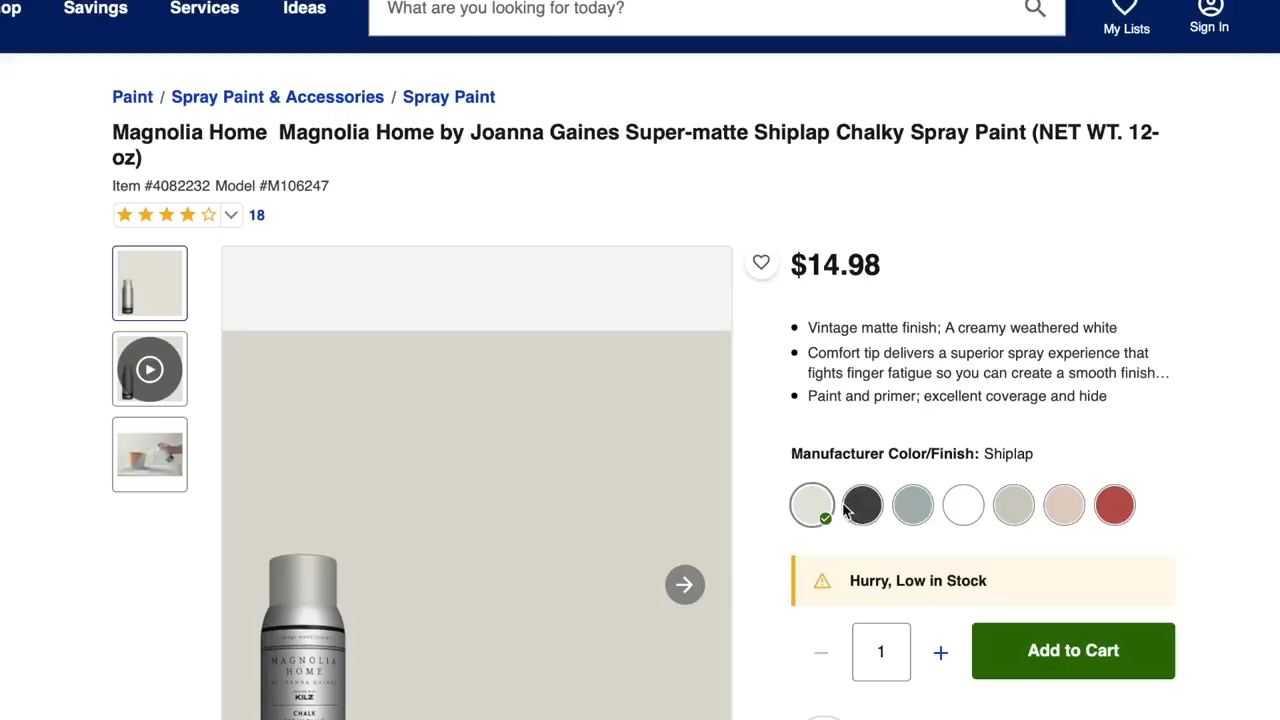 op Savings Services Ideas What are you looking for today? My Lists Sign In
Paint / Spray Paint & Accessories / Spray Paint
Magnolia Home Magnolia Home by Joanna Gaines Super-matte Shiplap Chalky Spray Paint (NET WT. 12-
oz)
Item #4082232 Model #M106247
18
$14.98
Vintage matte finish; A creamy weathered white
Comfort tip delivers a superior spray experience that
fights finger fatigue so you can create a smooth finish…
Paint and primer; excellent coverage and hide
Manufacturer Color/Finish: Shiplap
Hurry, Low in Stock
1
Add to Cart
MAGNOLIA
HOME
KILZ
CHALK